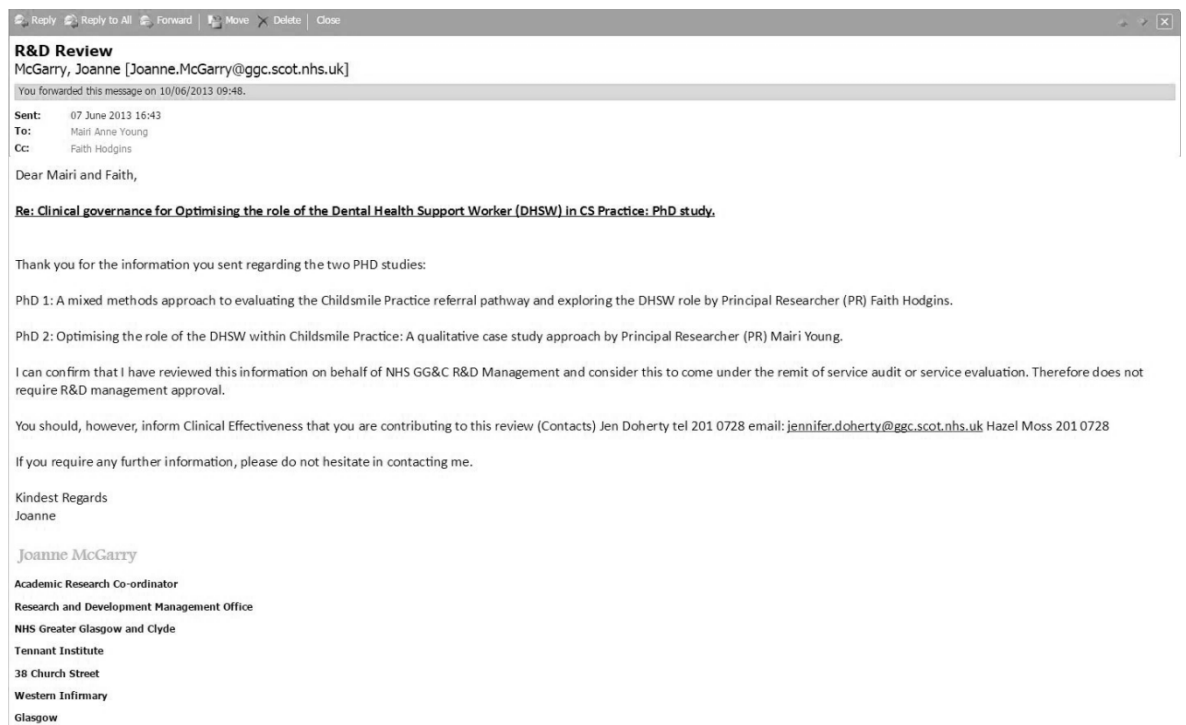 Reply Reply to All Forward Move Delete Close
R&D Review
McGarry, Joanne [Joanne.McGarry@ggc.scot.nhs.uk]
You forwarded this message on 10/06/2013 09:48.
Sent: 07 June 2013 16:43
To: Mairi Anne Young
Cc: Faith Hodgins
Dear Mairi and Faith,
Re: Clinical governance for Optimising the role of the Dental Health Support Worker (DHSW) in CS Practice: PhD study.
Thank you for the information you sent regarding the two PHD studies:
PhD 1: A mixed methods approach to evaluating the Childsmile Practice referral pathway and exploring the DHSW role by Principal Researcher (PR) Faith Hodgins.
PhD 2: Optimising the role of the DHSW within Childsmile Practice: A qualitative case study approach by Principal Researcher (PR) Mairi Young.
I can confirm that I have reviewed this information on behalf of NHS GG&C R&D Management and consider this to come under the remit of service audit or service evaluation. Therefore does not
require R&D management approval.
You should, however, inform Clinical Effectiveness that you are contributing to this review (Contacts) Jen Doherty tel 201 0728 email: jennifer.doherty@ggc.scot.nhs.uk Hazel Moss 201 0728
If you require any further information, please do not hesitate in contacting me.
Kindest Regards
Joanne
Joanne McGarry
Academic Research Co-ordinator
Research and Development Management Office
NHS Greater Glasgow and Clyde
Tennant Institute
38 Church Street
Western Infirmary
Glasgow